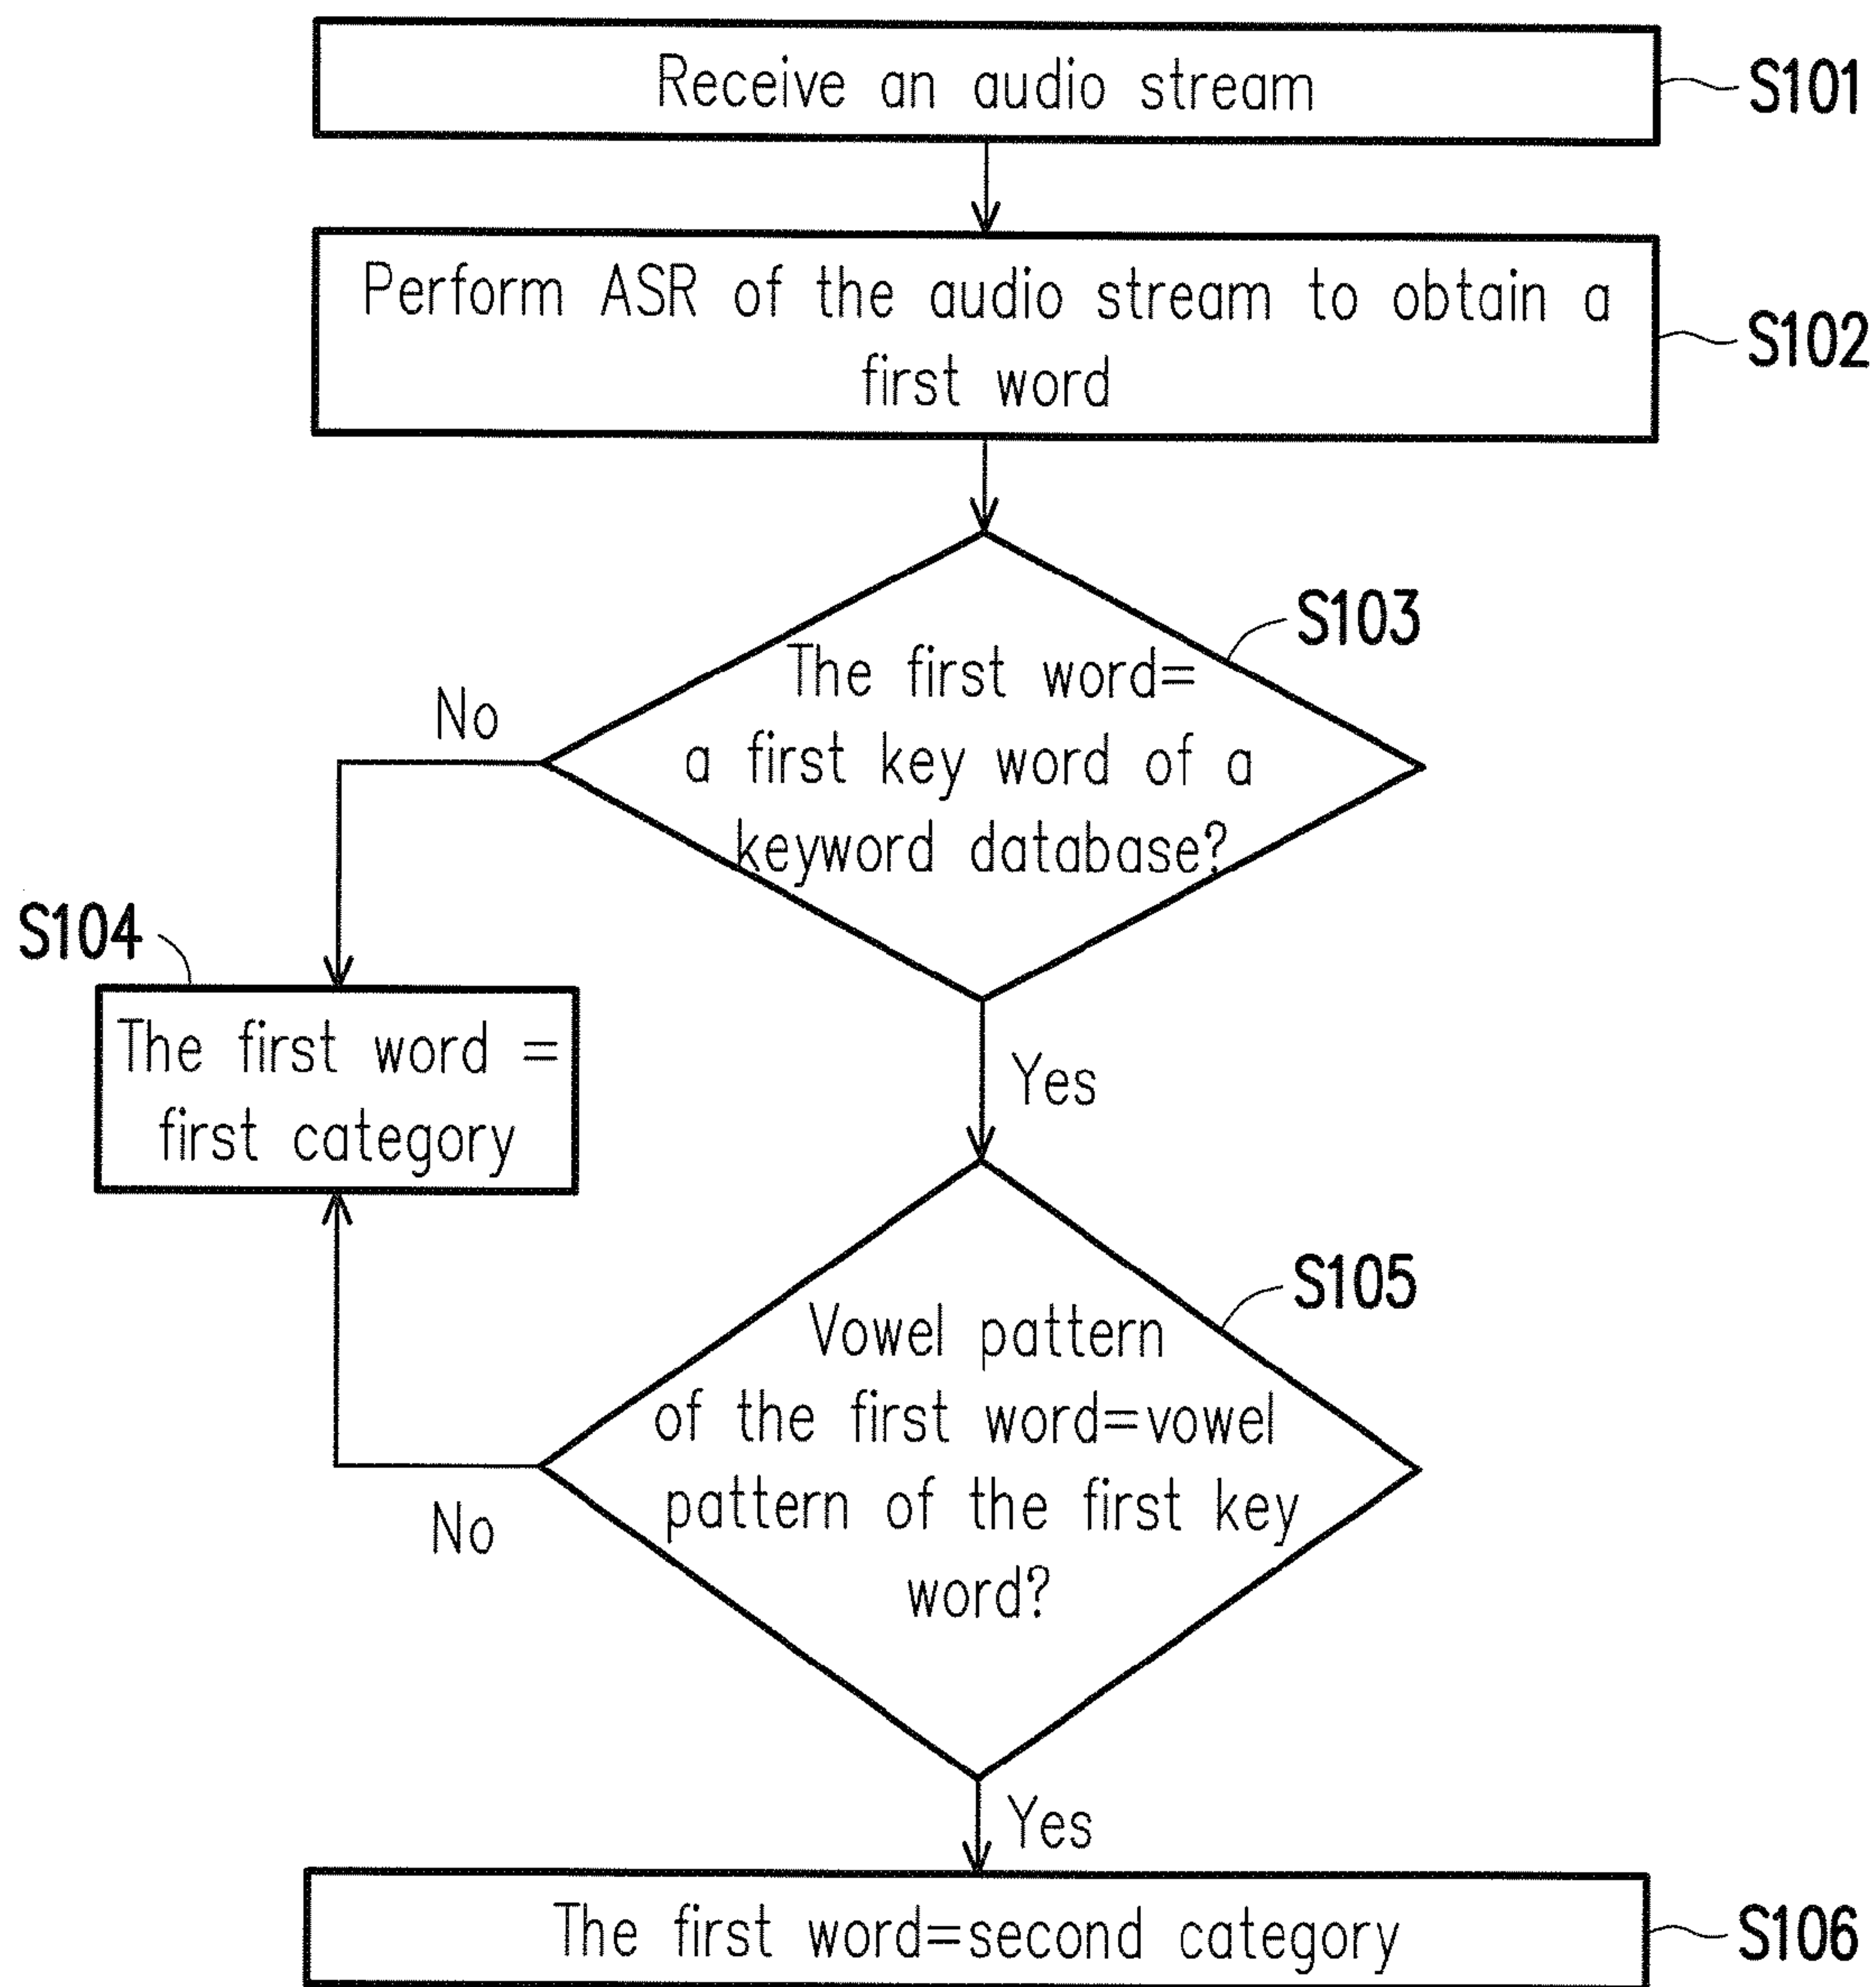 Receive an audio stream
S101
Perform ASR of the audio stream to obtain a
first word
S102
S103
The first word=
a first key word of a
keyword database?
No
Yes
S104
The first word =
first category
S105
Vowel pattern
of the first word=vowel
pattern of the first key
word?
No
Yes
The first word=second category
S106